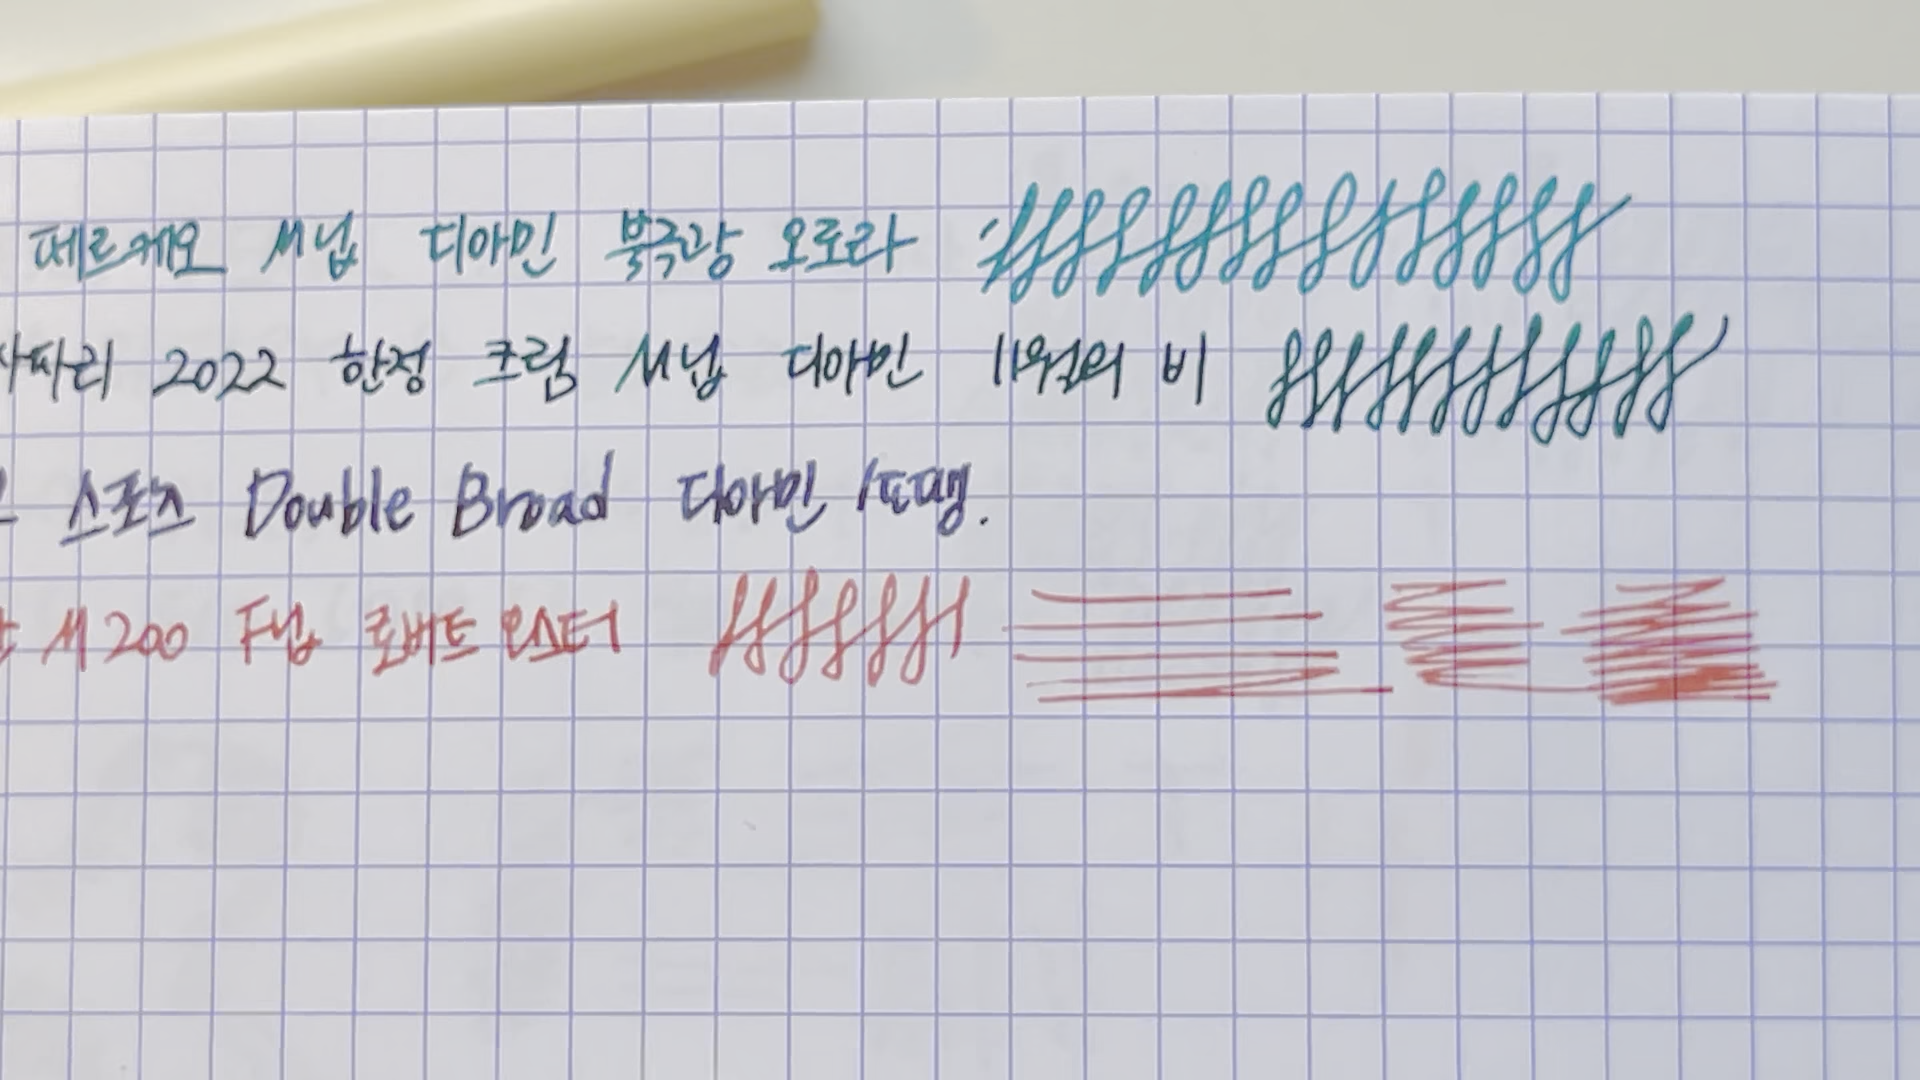 페르케오 M닙 디아민 북극광 오로라
사파리 2022 한정 크림 M닙 디아민 11월의 비
스포츠 Double Broad 디아민
M200 F닙 로버트 오스터